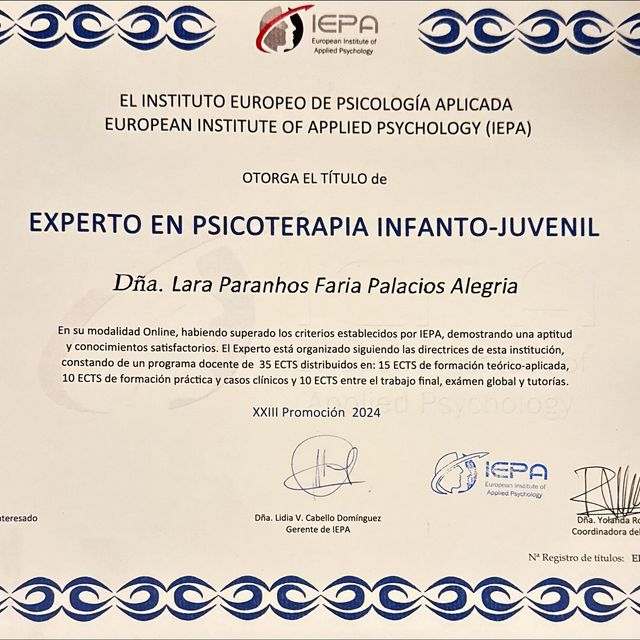 IEPA
European Institute of
Applied Psychology
EL INSTITUTO EUROPEO DE PSICOLOGÍA APLICADA
EUROPEAN INSTITUTE OF APPLIED PSYCHOLOGY (IEPA)
OTORGA EL TÍTULO de
EXPERTO EN PSICOTERAPIA INFANTO-JUVENIL
Dña. Lara Paranhos Faria Palacios Alegria
En su modalidad Online, habiendo superado los criterios establecidos por IEPA, demostrando una aptitud
y conocimientos satisfactorios. El Experto está organizado siguiendo las directrices de esta institución,
constando de un programa docente de 35 ECTS distribuidos en: 15 ECTS de formación teórico-aplicada,
10 ECTS de formación práctica y casos clínicos y 10 ECTS entre el trabajo final, exámen global y tutorías.
Applied Psychology
XXIII Promoción 2024
IEPA
European Institute of
Applied Psychology
nteresado
Dña. Lidia V. Cabello Domínguez
Gerente de IEPA
Dña. Yolanda
Coordinadora del
Nª Registro de títulos: